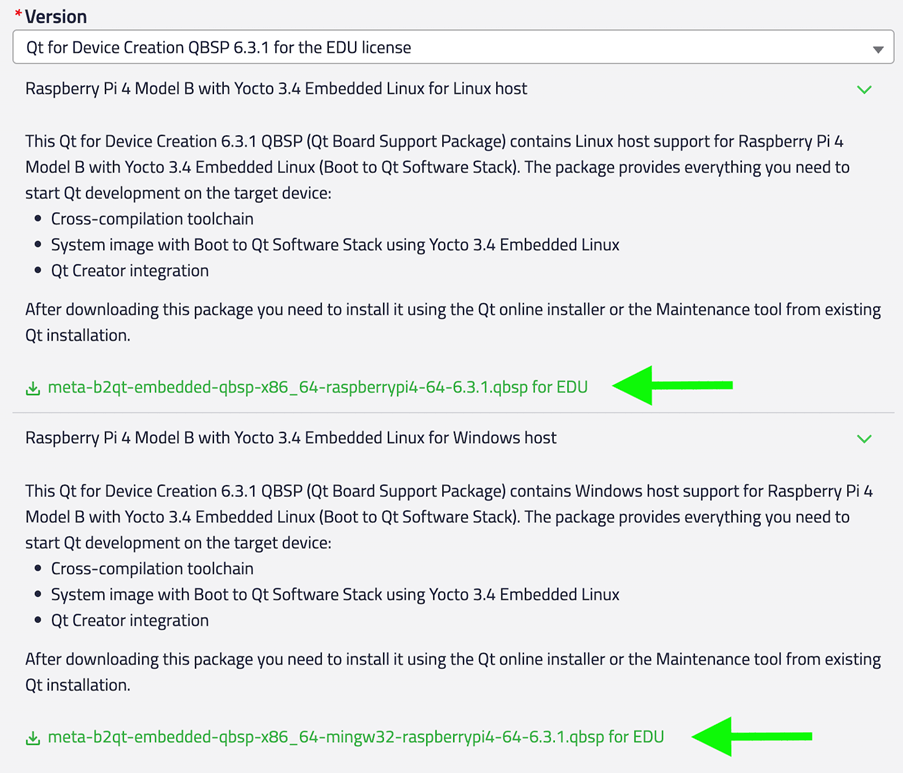 *Version
Qt for Device Creation QBSP 6.3.1 for the EDU license
Raspberry Pi 4 Model B with Yocto 3.4 Embedded Linux for Linux host
This Qt for Device Creation 6.3.1 QBSP (Qt Board Support Package) contains Linux host support for Raspberry Pi 4
Model B with Yocto 3.4 Embedded Linux (Boot to Qt Software Stack). The package provides everything you need to
start Qt development on the target device:
• Cross-compilation toolchain
• System image with Boot to Qt Software Stack using Yocto 3.4 Embedded Linux
• Qt Creator integration
After downloading this package you need to install it using the Qt online installer or the Maintenance tool from existing
Qt installation.
meta-b2qt-embedded-qbsp-x86_64-raspberrypi4-64-6.3.1.qbsp for EDU
Raspberry Pi 4 Model B with Yocto 3.4 Embedded Linux for Windows host
This Qt for Device Creation 6.3.1 QBSP (Qt Board Support Package) contains Windows host support for Raspberry Pi 4
Model B with Yocto 3.4 Embedded Linux (Boot to Qt Software Stack). The package provides everything you need to
start Qt development on the target device:
• Cross-compilation toolchain
• System image with Boot to Qt Software Stack using Yocto 3.4 Embedded Linux
• Qt Creator integration
After downloading this package you need to install it using the Qt online installer or the Maintenance tool from existing
Qt installation.
meta-b2qt-embedded-qbsp-x86_64-mingw32-raspberrypi4-64-6.3.1.qbsp for EDU